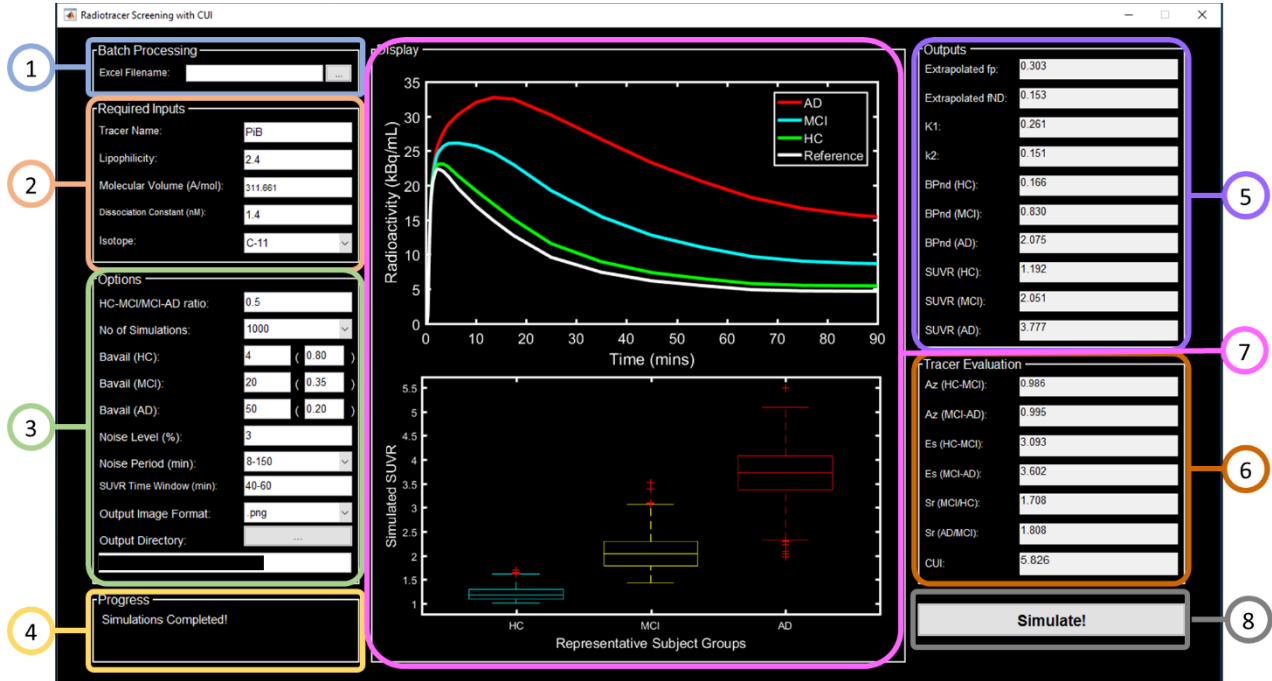 Radiotracer Screening with CUI
1
Batch Processing
Excel Filename:
...
2
Required Inputs
Tracer Name: PiB
Lipophilicity: 2.4
Molecular Volume (A/mol): 311.661
Dissociation Constant (nM): 1.4
Isotope: C-11
3
Options
HC-MCI/MCI-AD ratio: 0.5
No of Simulations: 1000
Bavail (HC): 4 ( 0.80 )
Bavail (MCI): 20 ( 0.35 )
Bavail (AD): 50 ( 0.20 )
Noise Level (%): 3
Noise Period (min): 8-150
SUVR Time Window (min): 40-60
Output Image Format: .png
Output Directory: ...
4
Progress
Simulations Completed!
Display
35
30
25
20
15
10
5
0
Radioactivity (kBq/mL)
AD
MCI
HC
Reference
0 10 20 30 40 50 60 70 80 90
Time (mins)
5.5
5
4.5
4
3.5
3
2.5
2
1.5
1
Simulated SUVR
HC MCI AD
Representative Subject Groups
7
5
Outputs
Extrapolated fp: 0.303
Extrapolated fND: 0.153
K1: 0.261
k2: 0.151
BPnd (HC): 0.166
BPnd (MCI): 0.830
BPnd (AD): 2.075
SUVR (HC): 1.192
SUVR (MCI): 2.051
SUVR (AD): 3.777
6
Tracer Evaluation
Az (HC-MCI): 0.986
Az (MCI-AD): 0.995
Es (HC-MCI): 3.093
Es (MCI-AD): 3.602
Sr (MCI/HC): 1.708
Sr (AD/MCI): 1.808
CUI: 5.826
Simulate!
8